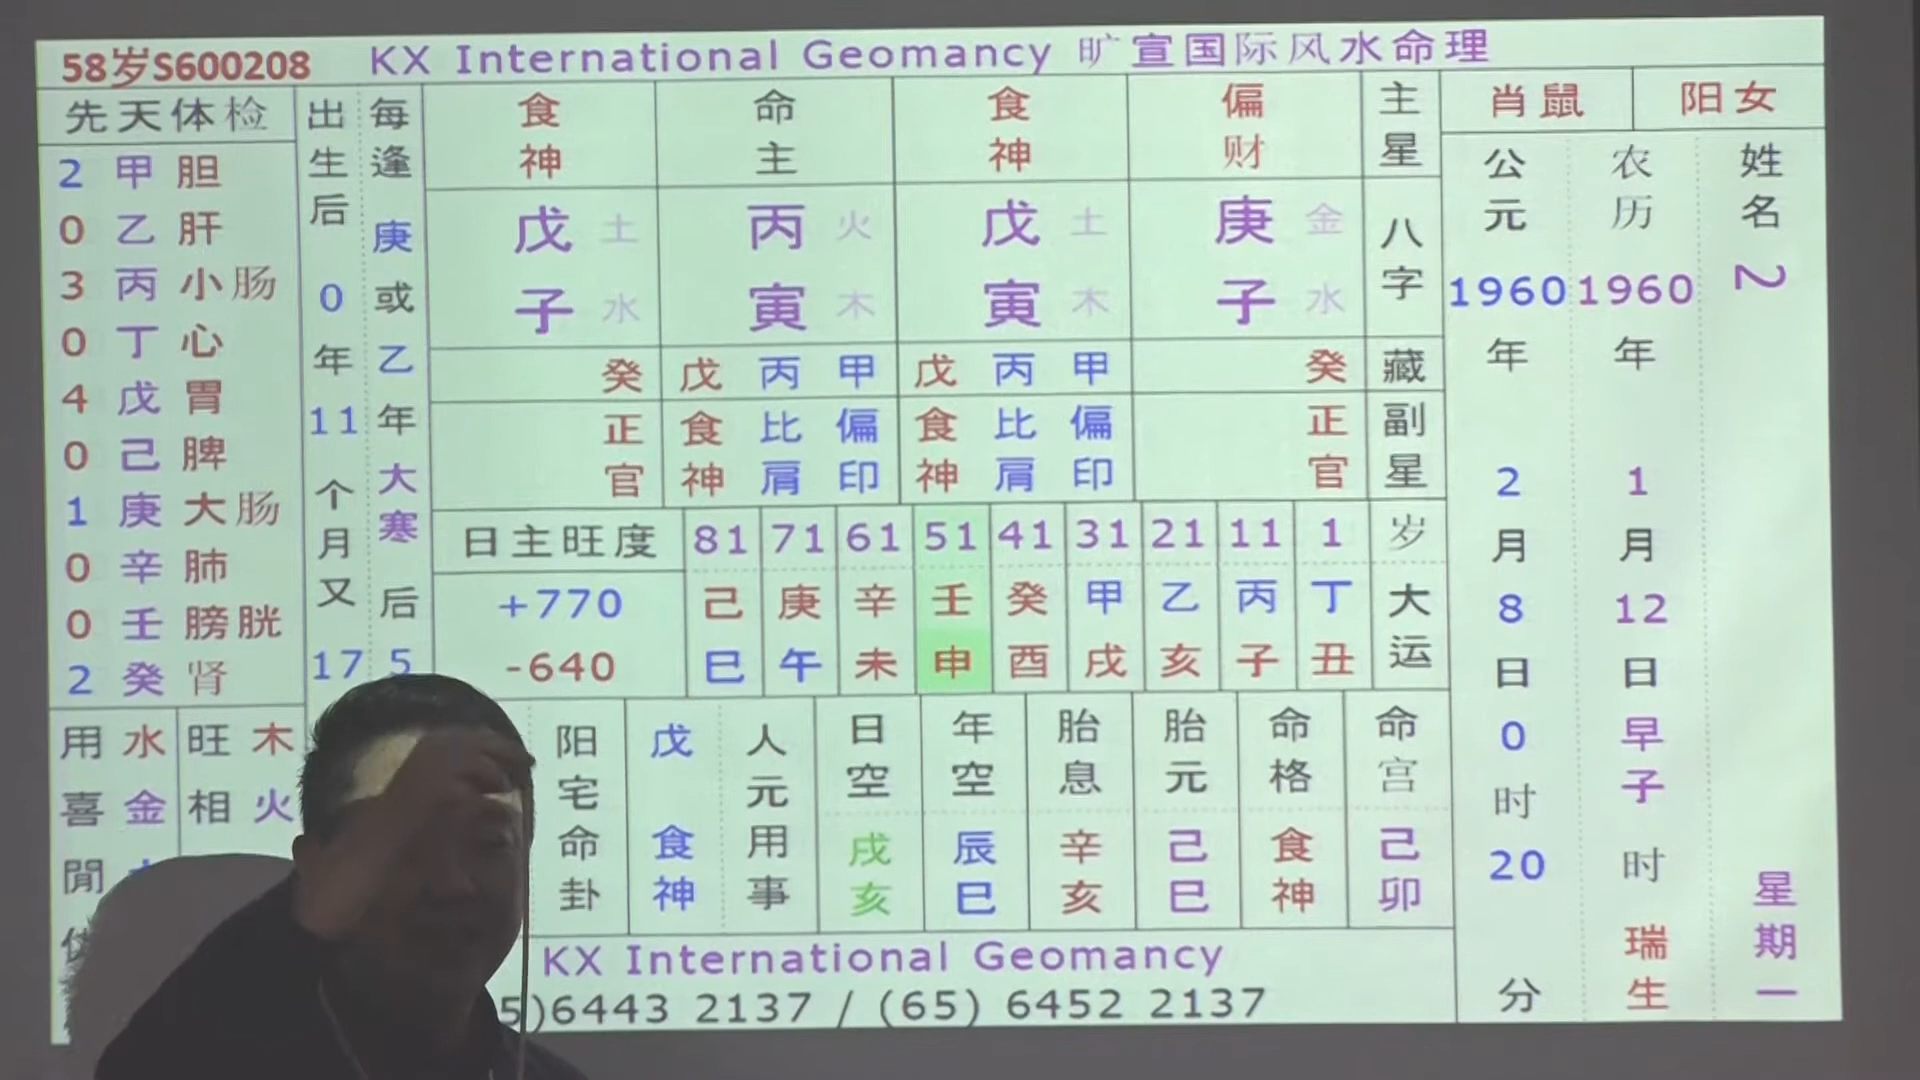 58岁S600208 KX International Geomancy 旷宣国际风水命理
先天体检
2 甲 胆
0 乙 肝
3 丙 小肠
0 丁 心
4 戊 胃
0 己 脾
1 庚 大肠
0 辛 肺
0 壬 膀胱
2 癸 肾
用 水 旺 木
喜 金 相 火
閒
出生后 0 年 11 个月又 17
每逢庚或乙年大寒后 5
食神 命主 食神 偏财 主星
戊 土 丙 火 戊 土 庚 金 八字
子 水 寅 木 寅 木 子 水
癸 戊 丙 甲 戊 丙 甲 癸 藏
正官 食神 比肩 偏印 食神 比肩 偏印 正官 副星
日主旺度 81 71 61 51 41 31 21 11 1 岁
+770 己 庚 辛 壬 癸 甲 乙 丙 丁 大运
-640 巳 午 未 申 酉 戌 亥 子 丑
阳宅命卦 戊食神 人元用事 日空 年空 胎息 胎元 命格 命宫
戌亥 辰巳 辛亥 己巳 食神 己卯
KX International Geomancy
5)6443 2137 / (65) 6452 2137
肖鼠 阳女
公元 1960 年 2 月 8 日 0 时 20 分
农历 1960 年 1 月 12 日 早子时 瑞生
姓名 2 星期一